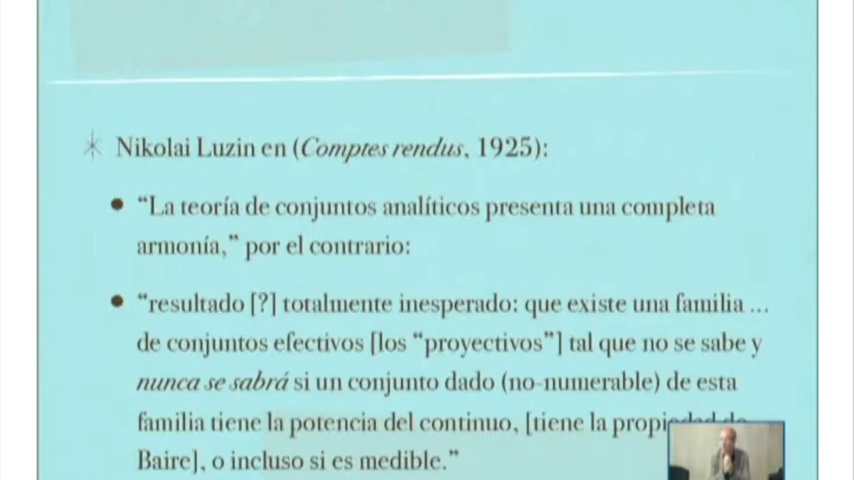 Nikolai Luzin en (Comptes rendus, 1925):
“La teoría de conjuntos analíticos presenta una completa
armonía,” por el contrario:
“resultado [?] totalmente inesperado: que existe una familia ...
de conjuntos efectivos [los “proyectivos”] tal que no se sabe y
nunca se sabrá si un conjunto dado (no-numerable) de esta
familia tiene la potencia del continuo, [tiene la propiedad de
Baire], o incluso si es medible.”